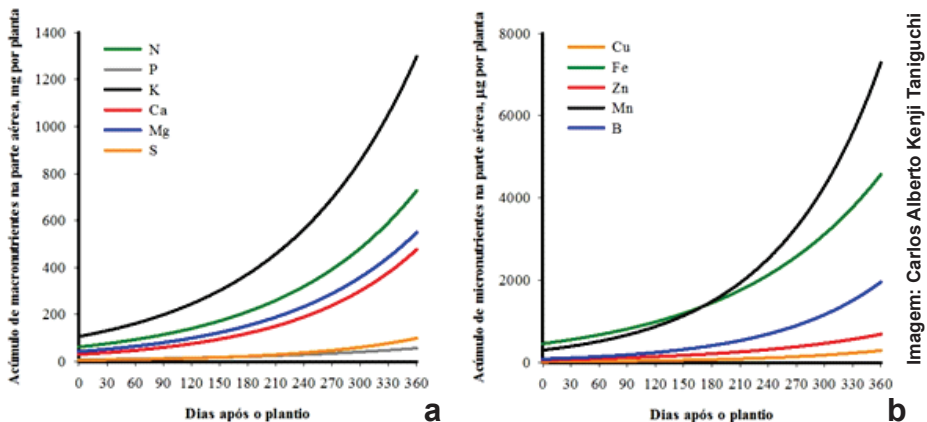 Acúmulo de macronutrientes na parte aérea, mg por planta
1400
1200
1000
800
600
400
200
0
N
P
K
Ca
Mg
S
0 30 60 90 120 150 180 210 240 270 300 330 360
Dias após o plantio
a
Acúmulo de micronutrientes na parte aérea, µg por planta
8000
6000
4000
2000
0
Cu
Fe
Zn
Mn
B
0 30 60 90 120 150 180 210 240 270 300 330 360
Dias após o plantio
b
Imagem: Carlos Alberto Kenji Taniguchi